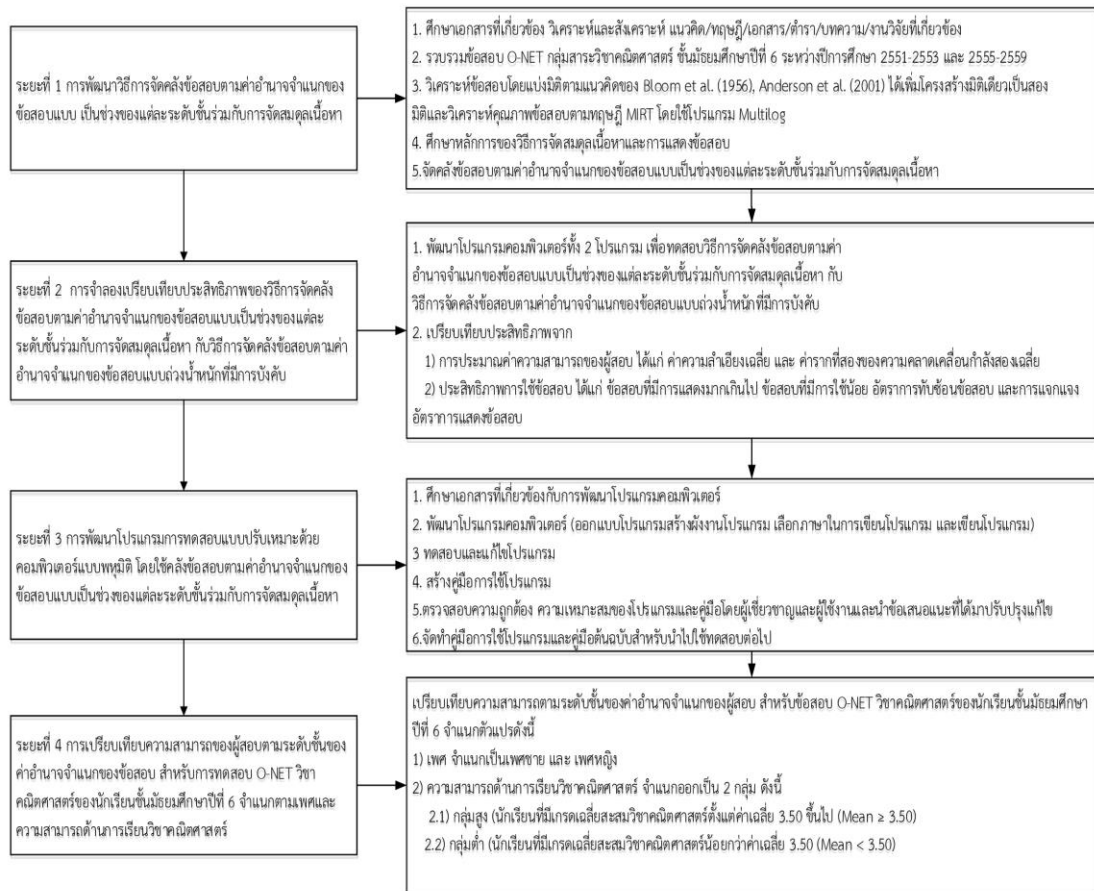 ระยะที่ 1 การพัฒนาวิธีการจัดคลังข้อสอบตามค่าอำนาจจำแนกของ
ข้อสอบแบบ เป็นช่วงของแต่ละระดับชั้นร่วมกับการจัดสมดุลเนื้อหา
1. ศึกษาเอกสารที่เกี่ยวข้อง วิเคราะห์และสังเคราะห์ แนวคิด/ทฤษฎี/เอกสาร/ตำรา/บทความ/งานวิจัยที่เกี่ยวข้อง
2. รวบรวมข้อสอบ O-NET กลุ่มสาระวิชาคณิตศาสตร์ ชั้นมัธยมศึกษาปีที่ 6 ระหว่างปีการศึกษา 2551-2553 และ 2555-2559
3. วิเคราะห์ข้อสอบโดยแบ่งมิติตามแนวคิดของ Bloom et al. (1956), Anderson et al. (2001) ได้เพิ่มโครงสร้างมิติเดียวเป็นสอง
มิติและวิเคราะห์คุณภาพข้อสอบตามทฤษฎี MIRT โดยใช้โปรแกรม Multilog
4. ศึกษาหลักการของวิธีการจัดสมดุลเนื้อหาและการแสดงข้อสอบ
5.จัดคลังข้อสอบตามค่าอำนาจจำแนกของข้อสอบแบบเป็นช่วงของแต่ละระดับชั้นร่วมกับการจัดสมดุลเนื้อหา
ระยะที่ 2 การจำลองเปรียบเทียบประสิทธิภาพของวิธีการจัดคลัง
ข้อสอบตามค่าอำนาจจำแนกของข้อสอบแบบเป็นช่วงของแต่ละ
ระดับชั้นร่วมกับการจัดสมดุลเนื้อหา กับวิธีการจัดคลังข้อสอบตามค่า
อำนาจจำแนกของข้อสอบแบบถ่วงน้ำหนักที่มีการบังคับ
1. พัฒนาโปรแกรมคอมพิวเตอร์ทั้ง 2 โปรแกรม เพื่อทดสอบวิธีการจัดคลังข้อสอบตามค่า
อำนาจจำแนกของข้อสอบแบบเป็นช่วงของแต่ละระดับชั้นร่วมกับการจัดสมดุลเนื้อหา กับ
วิธีการจัดคลังข้อสอบตามค่าอำนาจจำแนกของข้อสอบแบบถ่วงน้ำหนักที่มีการบังคับ
2. เปรียบเทียบประสิทธิภาพจาก
1) การประมาณค่าความสามารถของผู้สอบ ได้แก่ ค่าความลำเอียงเฉลี่ย และ ค่ารากที่สองของความคลาดเคลื่อนกำลังสองเฉลี่ย
2) ประสิทธิภาพการใช้ข้อสอบ ได้แก่ ข้อสอบที่มีการแสดงมากเกินไป ข้อสอบที่มีการใช้น้อย อัตราการทับซ้อนข้อสอบ และการแจกแจง
อัตราการแสดงข้อสอบ
ระยะที่ 3 การพัฒนาโปรแกรมการทดสอบแบบปรับเหมาะด้วย
คอมพิวเตอร์แบบพหุมิติ โดยใช้คลังข้อสอบตามค่าอำนาจจำแนกของ
ข้อสอบแบบเป็นช่วงของแต่ละระดับชั้นร่วมกับการจัดสมดุลเนื้อหา
1. ศึกษาเอกสารที่เกี่ยวข้องกับการพัฒนาโปรแกรมคอมพิวเตอร์
2. พัฒนาโปรแกรมคอมพิวเตอร์ (ออกแบบโปรแกรมสร้างผังงานโปรแกรม เลือกภาษาในการเขียนโปรแกรม และเขียนโปรแกรม)
3 ทดสอบและแก้ไขโปรแกรม
4. สร้างคู่มือการใช้โปรแกรม
5.ตรวจสอบความถูกต้อง ความเหมาะสมของโปรแกรมและคู่มือโดยผู้เชี่ยวชาญและผู้ใช้งานและนำข้อเสนอแนะที่ได้มาปรับปรุงแก้ไข
6.จัดทำคู่มือการใช้โปรแกรมและคู่มือต้นฉบับสำหรับนำไปใช้ทดสอบต่อไป
ระยะที่ 4 การเปรียบเทียบความสามารถของผู้สอบตามระดับชั้นของ
ค่าอำนาจจำแนกของข้อสอบ สำหรับการทดสอบ O-NET วิชา
คณิตศาสตร์ของนักเรียนชั้นมัธยมศึกษาปีที่ 6 จำแนกตามเพศและ
ความสามารถด้านการเรียนวิชาคณิตศาสตร์
เปรียบเทียบความสามารถตามระดับชั้นของค่าอำนาจจำแนกของผู้สอบ สำหรับข้อสอบ O-NET วิชาคณิตศาสตร์ของนักเรียนชั้นมัธยมศึกษา
ปีที่ 6 จำแนกตัวแปรดังนี้
1) เพศ จำแนกเป็นเพศชาย และ เพศหญิง
2) ความสามารถด้านการเรียนวิชาคณิตศาสตร์ จำแนกออกเป็น 2 กลุ่ม ดังนี้
2.1) กลุ่มสูง (นักเรียนที่มีเกรดเฉลี่ยสะสมวิชาคณิตศาสตร์ตั้งแต่ค่าเฉลี่ย 3.50 ขึ้นไป (Mean ≥ 3.50)
2.2) กลุ่มต่ำ (นักเรียนที่มีเกรดเฉลี่ยสะสมวิชาคณิตศาสตร์น้อยกว่าค่าเฉลี่ย 3.50 (Mean < 3.50)